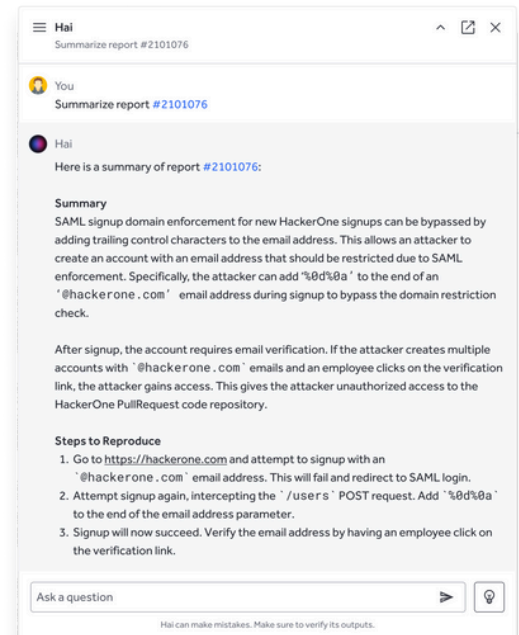 Hai
Summarize report #2101076
You
Summarize report #2101076
Hai
Here is a summary of report #2101076:
Summary
SAML signup domain enforcement for new HackerOne signups can be bypassed by
adding trailing control characters to the email address. This allows an attacker to
create an account with an email address that should be restricted due to SAML
enforcement. Specifically, the attacker can add '%0d%0a' to the end of an
'@hackerone.com' email address during signup to bypass the domain restriction
check.
After signup, the account requires email verification. If the attacker creates multiple
accounts with `@hackerone.com` emails and an employee clicks on the verification
link, the attacker gains access. This gives the attacker unauthorized access to the
HackerOne PullRequest code repository.
Steps to Reproduce
1. Go to https://hackerone.com and attempt to signup with an
`@hackerone.com` email address. This will fail and redirect to SAML login.
2. Attempt signup again, intercepting the `/users` POST request. Add `%0d%0a`
to the end of the email address parameter.
3. Signup will now succeed. Verify the email address by having an employee click on
the verification link.
Ask a question
Hai can make mistakes. Make sure to verify its outputs.